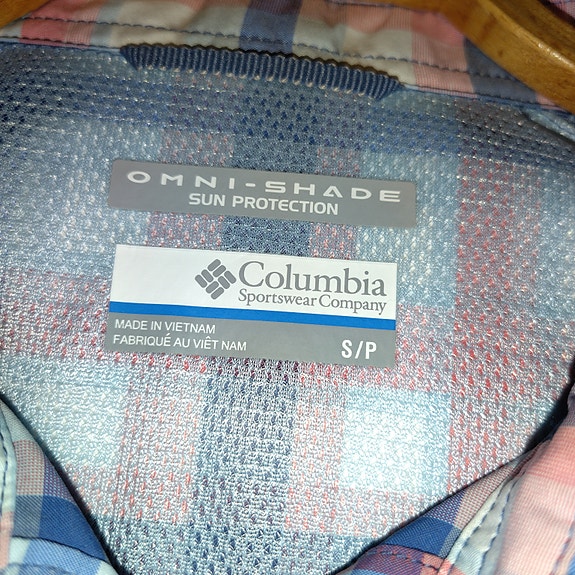 OMNI-SHADE
SUN PROTECTION
Columbia
Sportswear Company
MADE IN VIETNAM
FABRIQUÉ AU VIÊT NAM
S/P